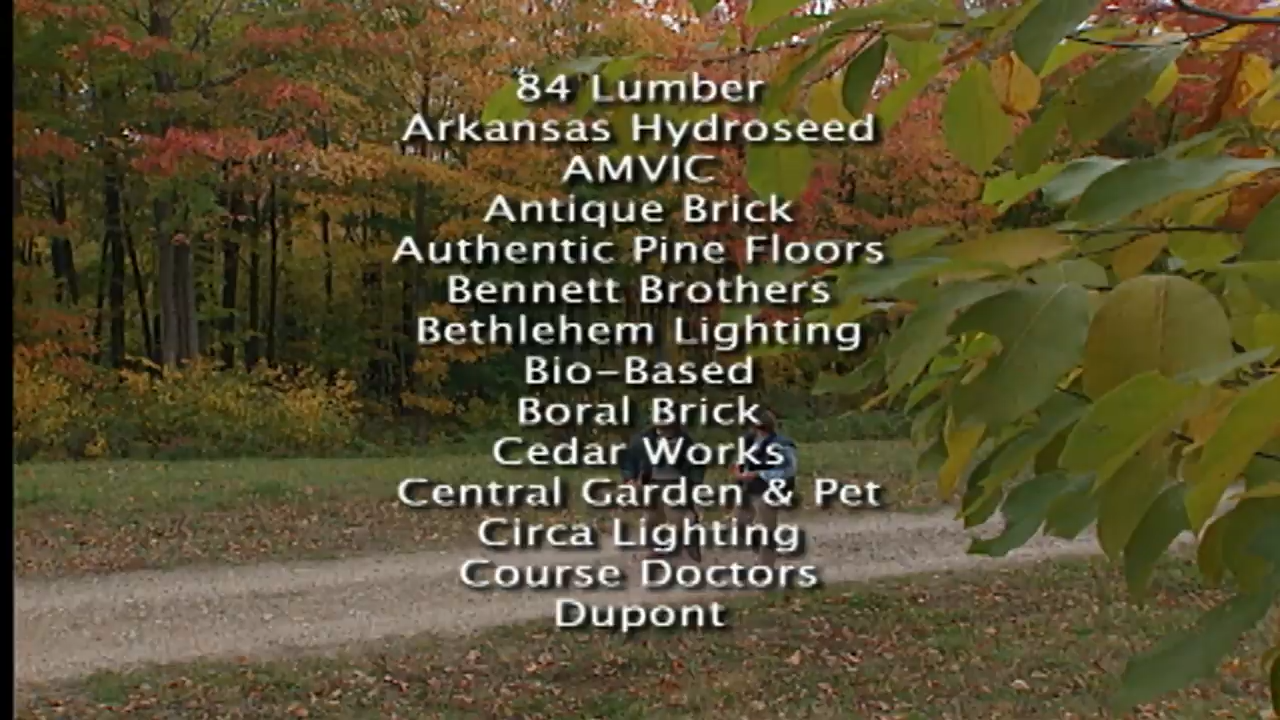 84 Lumber
Arkansas Hydroseed
AMVIC
Antique Brick
Authentic Pine Floors
Bennett Brothers
Bethlehem Lighting
Bio-Based
Boral Brick
Cedar Works
Central Garden & Pet
Circa Lighting
Course Doctors
Dupont